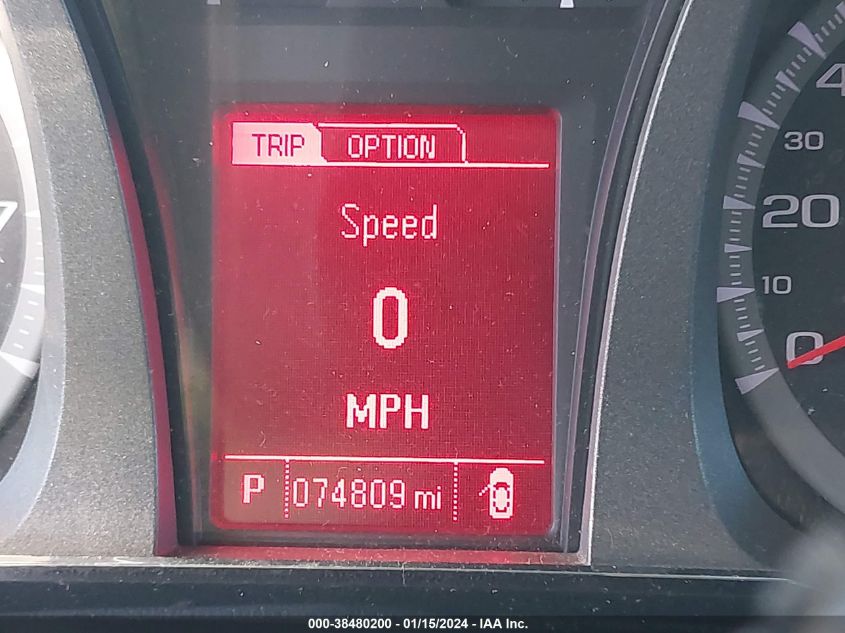 TRIP OPTION
Speed
0
MPH
P 074809 mi
30
20
10
0
000-38480200 - 01/15/2024 - IAA Inc.